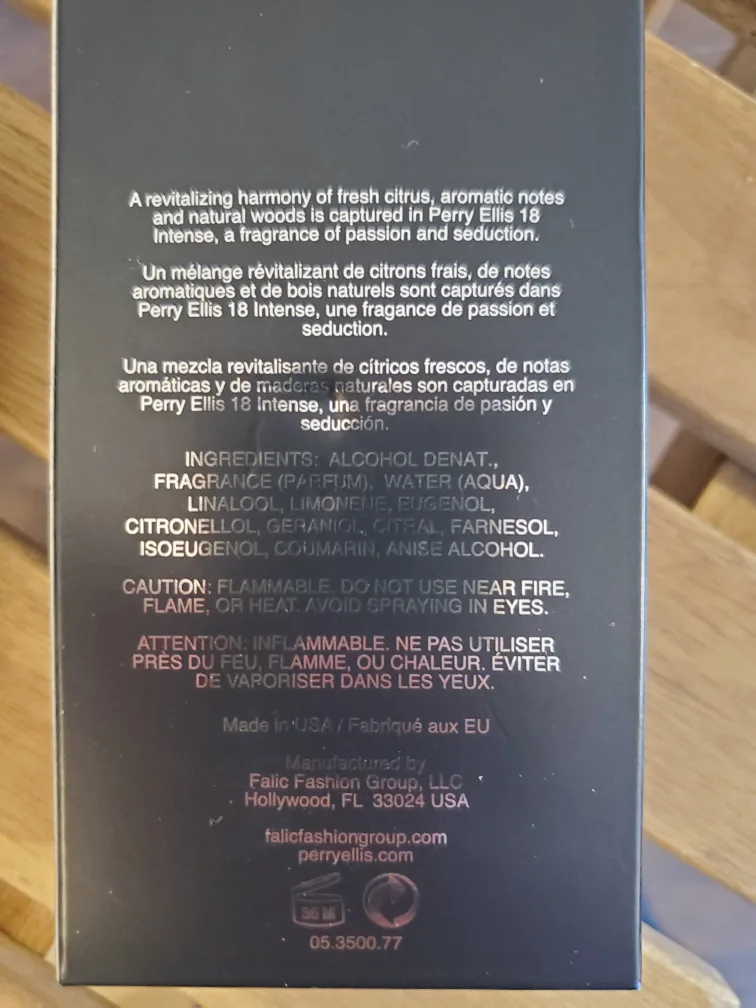 A revitalizing harmony of fresh citrus, aromatic notes
and natural woods is captured in Perry Ellis 18
Intense, a fragrance of passion and seduction.
Un mélange révitalizant de citrons frais, de notes
aromatiques et de bois naturels sont capturés dans
Perry Ellis 18 Intense, une fragance de passion et
seduction.
Una mezcla revitalisante de cítricos frescos, de notas
aromáticas y de maderas naturales son capturadas en
Perry Ellis 18 Intense, una fragrancia de pasión y
seducción.
INGREDIENTS: ALCOHOL DENAT.,
FRAGRANCE (PARFUM), WATER (AQUA),
LINALOOL, LIMONENE, EUGENOL,
CITRONELLOL, GERANIOL, CITRAL, FARNESOL,
ISOEUGENOL, COUMARIN, ANISE ALCOHOL.
CAUTION: FLAMMABLE. DO NOT USE NEAR FIRE,
FLAME, OR HEAT. AVOID SPRAYING IN EYES.
ATTENTION: INFLAMMABLE. NE PAS UTILISER
PRÈS DU FEU, FLAMME, OU CHALEUR. ÉVITER
DE VAPORISER DANS LES YEUX.
Made in USA / Fabriqué aux EU
Manufactured by
Falic Fashion Group, LLC
Hollywood, FL 33024 USA
falicfashiongroup.com
perryellis.com
36 M
05.3500.77